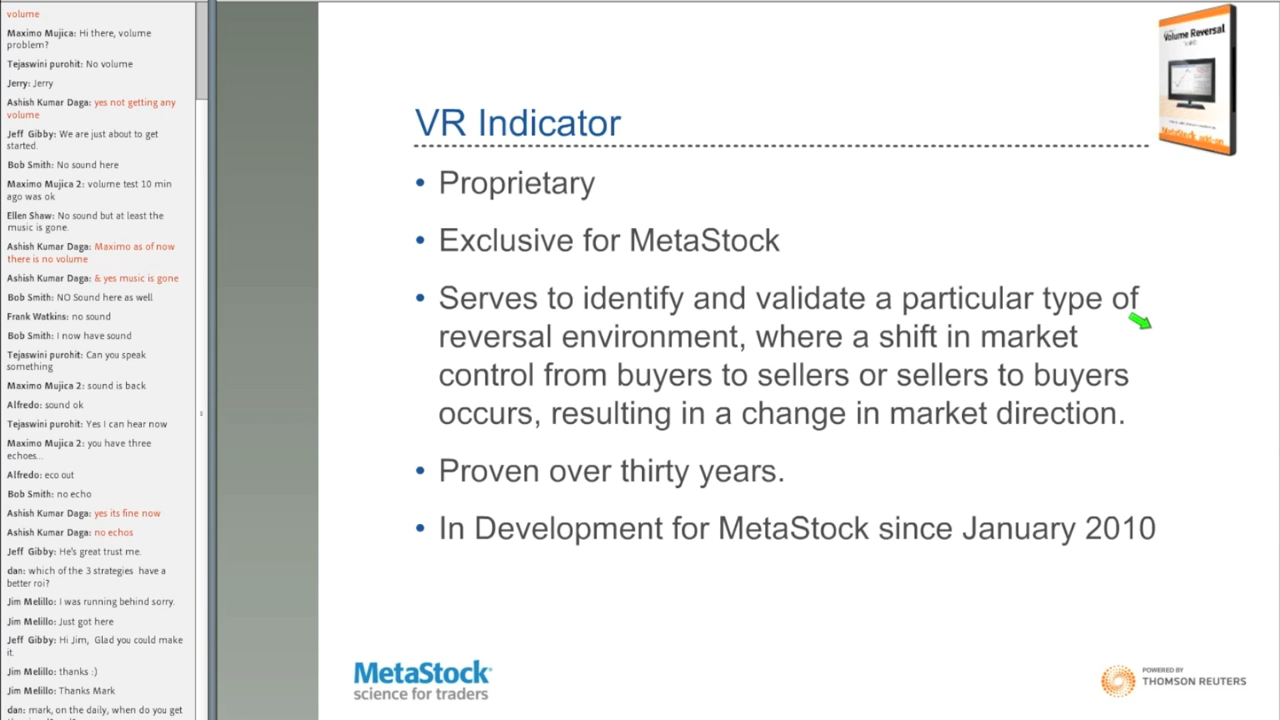 volume
Maximo Mujica: Hi there, volume
problem?
Tejaswini purohit: No volume
Jerry: Jerry
Ashish Kumar Daga: yes not getting any
volume
Jeff Gibby: We are just about to get
started.
Bob Smith: No sound here
Maximo Mujica 2: volume test 10 min
ago was ok
Ellen Shaw: No sound but at least the
music is gone.
Ashish Kumar Daga: Maximo as of now
there is no volume
Ashish Kumar Daga: & yes music is gone
Bob Smith: NO Sound here as well
Frank Watkins: no sound
Bob Smith: I now have sound
Tejaswini purohit: Can you speak
something
Maximo Mujica 2: sound is back
Alfredo: sound ok
Tejaswini purohit: Yes I can hear now
Maximo Mujica 2: you have three
echoes...
Alfredo: eco out
Bob Smith: no echo
Ashish Kumar Daga: yes its fine now
Ashish Kumar Daga: no echos
Jeff Gibby: He's great trust me.
dan: which of the 3 strategies have a
better roi?
Jim Melillo: I was running behind sorry.
Jim Melillo: Just got here
Jeff Gibby: Hi Jim, Glad you could make
it.
Jim Melillo: thanks :)
Jim Melillo: Thanks Mark
dan: mark, on the daily, when do you get
VR Indicator
• Proprietary
• Exclusive for MetaStock
• Serves to identify and validate a particular type of
reversal environment, where a shift in market
control from buyers to sellers or sellers to buyers
occurs, resulting in a change in market direction.
• Proven over thirty years.
• In Development for MetaStock since January 2010
Volume Reversal
MetaStock add-on
MetaStock
science for traders
POWERED BY
THOMSON REUTERS